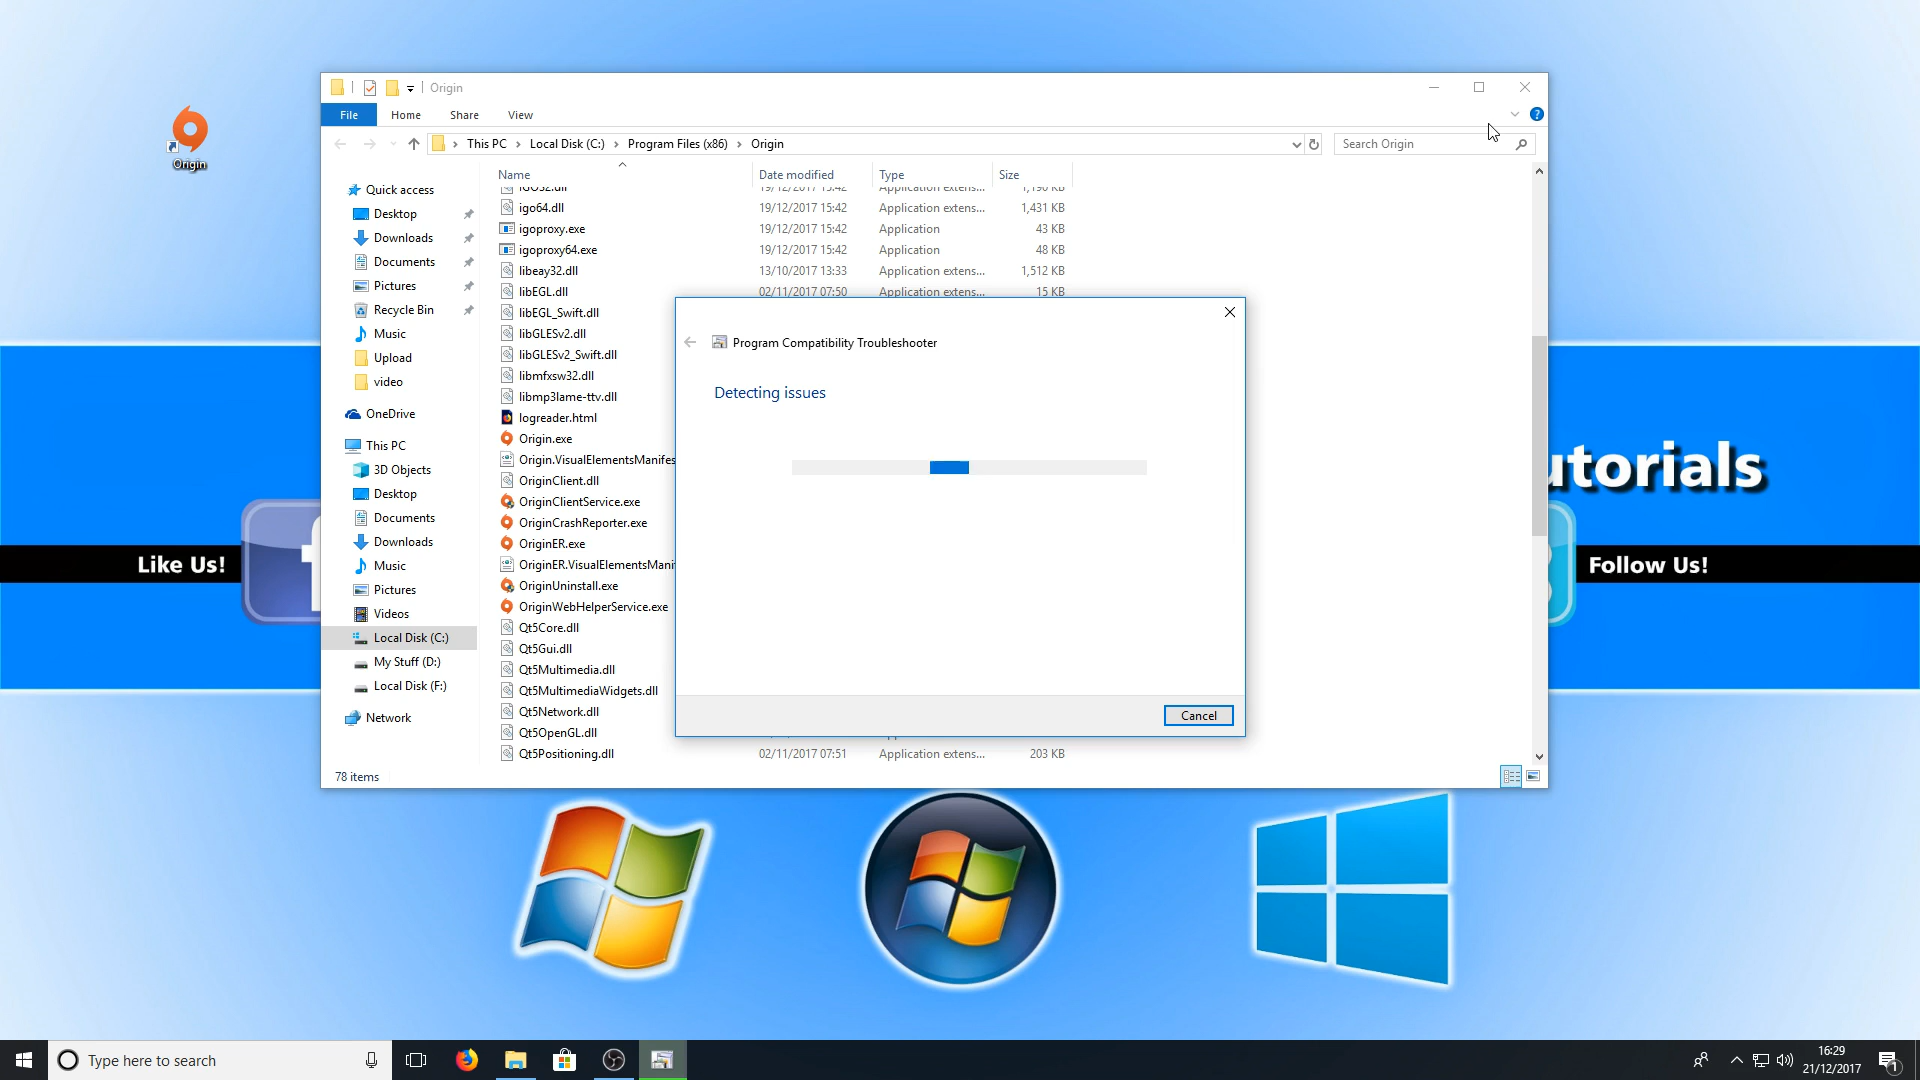 Origin
Origin
File Home Share View
This PC Local Disk (C:) Program Files (x86) Origin
Search Origin
Name Date modified Type Size
Quick access
Desktop
Downloads
Documents
Pictures
Recycle Bin
Music
Upload
video
OneDrive
This PC
3D Objects
Desktop
Documents
Downloads
Music
Pictures
Videos
Local Disk (C:)
My Stuff (D:)
Local Disk (F:)
Network
igo64.dll 19/12/2017 15:42 Application extens... 1,431 KB
igoproxy.exe 19/12/2017 15:42 Application 43 KB
igoproxy64.exe 19/12/2017 15:42 Application 48 KB
libeay32.dll 13/10/2017 13:33 Application extens... 1,512 KB
libEGL.dll 02/11/2017 07:50 Application extens... 15 KB
libEGL_Swift.dll
libGLESv2.dll
libGLESv2_Swift.dll
libmfxsw32.dll
libmp3lame-ttv.dll
logreader.html
Origin.exe
Origin.VisualElementsManifes
OriginClient.dll
OriginClientService.exe
OriginCrashReporter.exe
OriginER.exe
OriginER.VisualElementsMani
OriginUninstall.exe
OriginWebHelperService.exe
Qt5Core.dll
Qt5Gui.dll
Qt5Multimedia.dll
Qt5MultimediaWidgets.dll
Qt5Network.dll
Qt5OpenGL.dll
Qt5Positioning.dll 02/11/2017 07:51 Application extens... 203 KB
78 items
Program Compatibility Troubleshooter
Detecting issues
Cancel
Like Us!
utorials
Follow Us!
Type here to search
16:29
21/12/2017
1